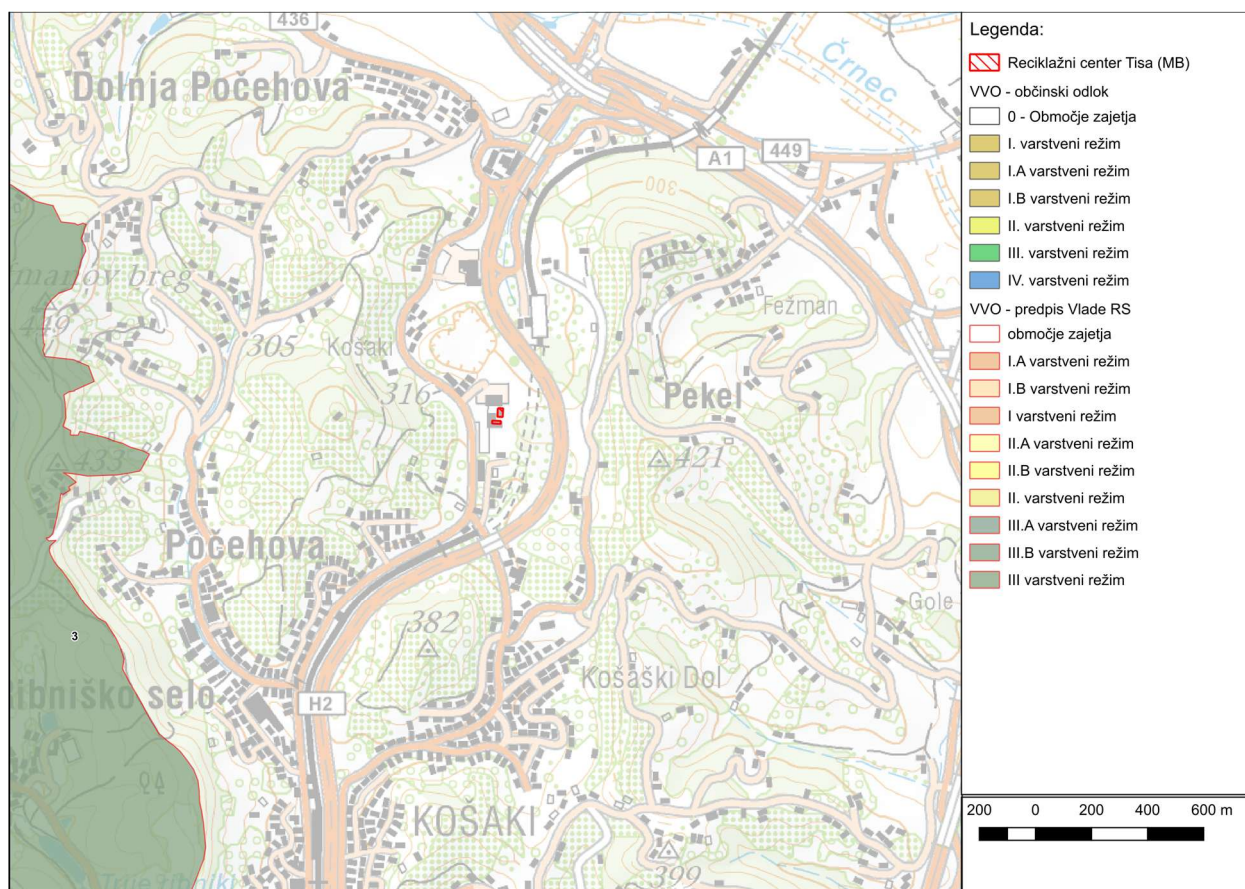 436
Dolnja Počehova
Črnec
A1
449
300
manov breg
449
305
Košaki
Fežman
316
Pekel
433
421
Počehova
Gole
3
382
ibniško selo
Košaški Dol
H2
KOŠAKI
399
Trije ribniki
Legenda:
Reciklažni center Tisa (MB)
VVO - občinski odlok
0 - Območje zajetja
I. varstveni režim
I.A varstveni režim
I.B varstveni režim
II. varstveni režim
III. varstveni režim
IV. varstveni režim
VVO - predpis Vlade RS
območje zajetja
I.A varstveni režim
I.B varstveni režim
I varstveni režim
II.A varstveni režim
II.B varstveni režim
II. varstveni režim
III.A varstveni režim
III.B varstveni režim
III varstveni režim
200 0 200 400 600 m